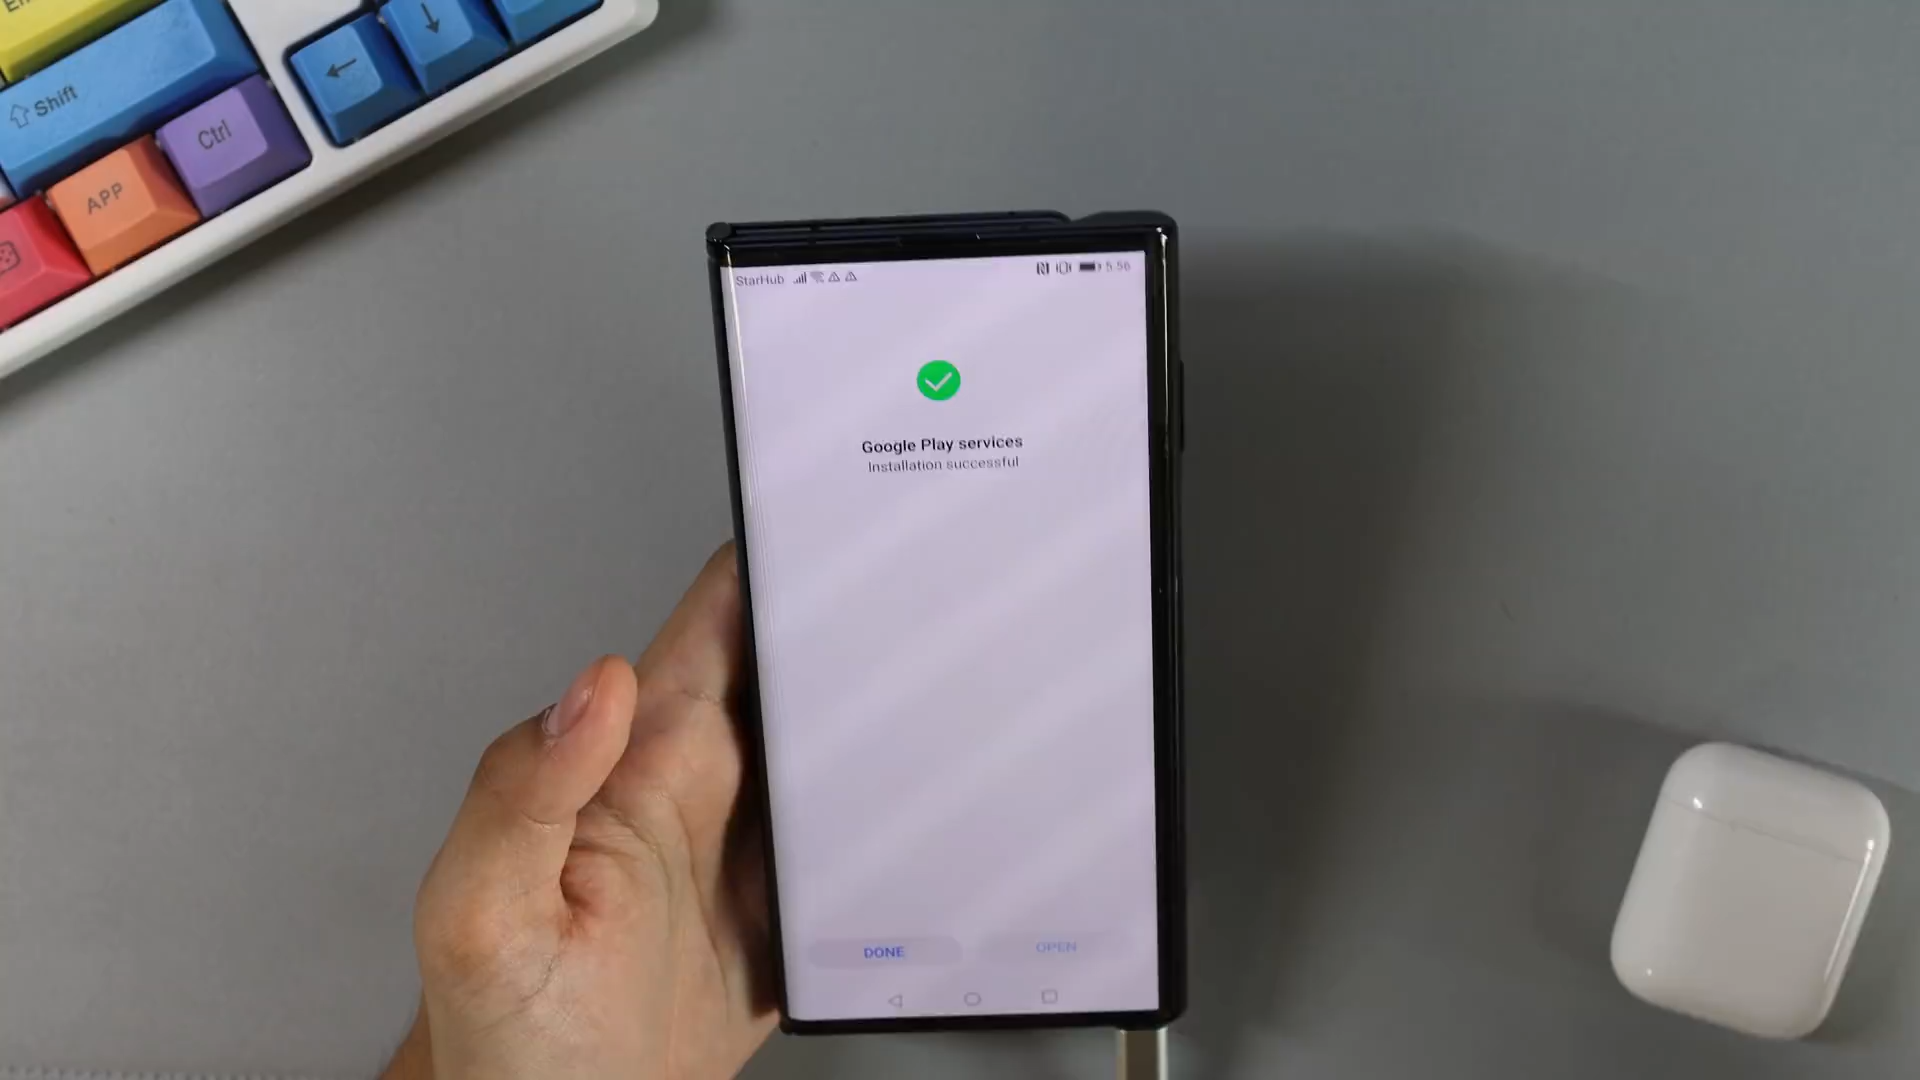 Shift
Ctrl
APP
StarHub
5:56
Google Play services
Installation successful
DONE
OPEN